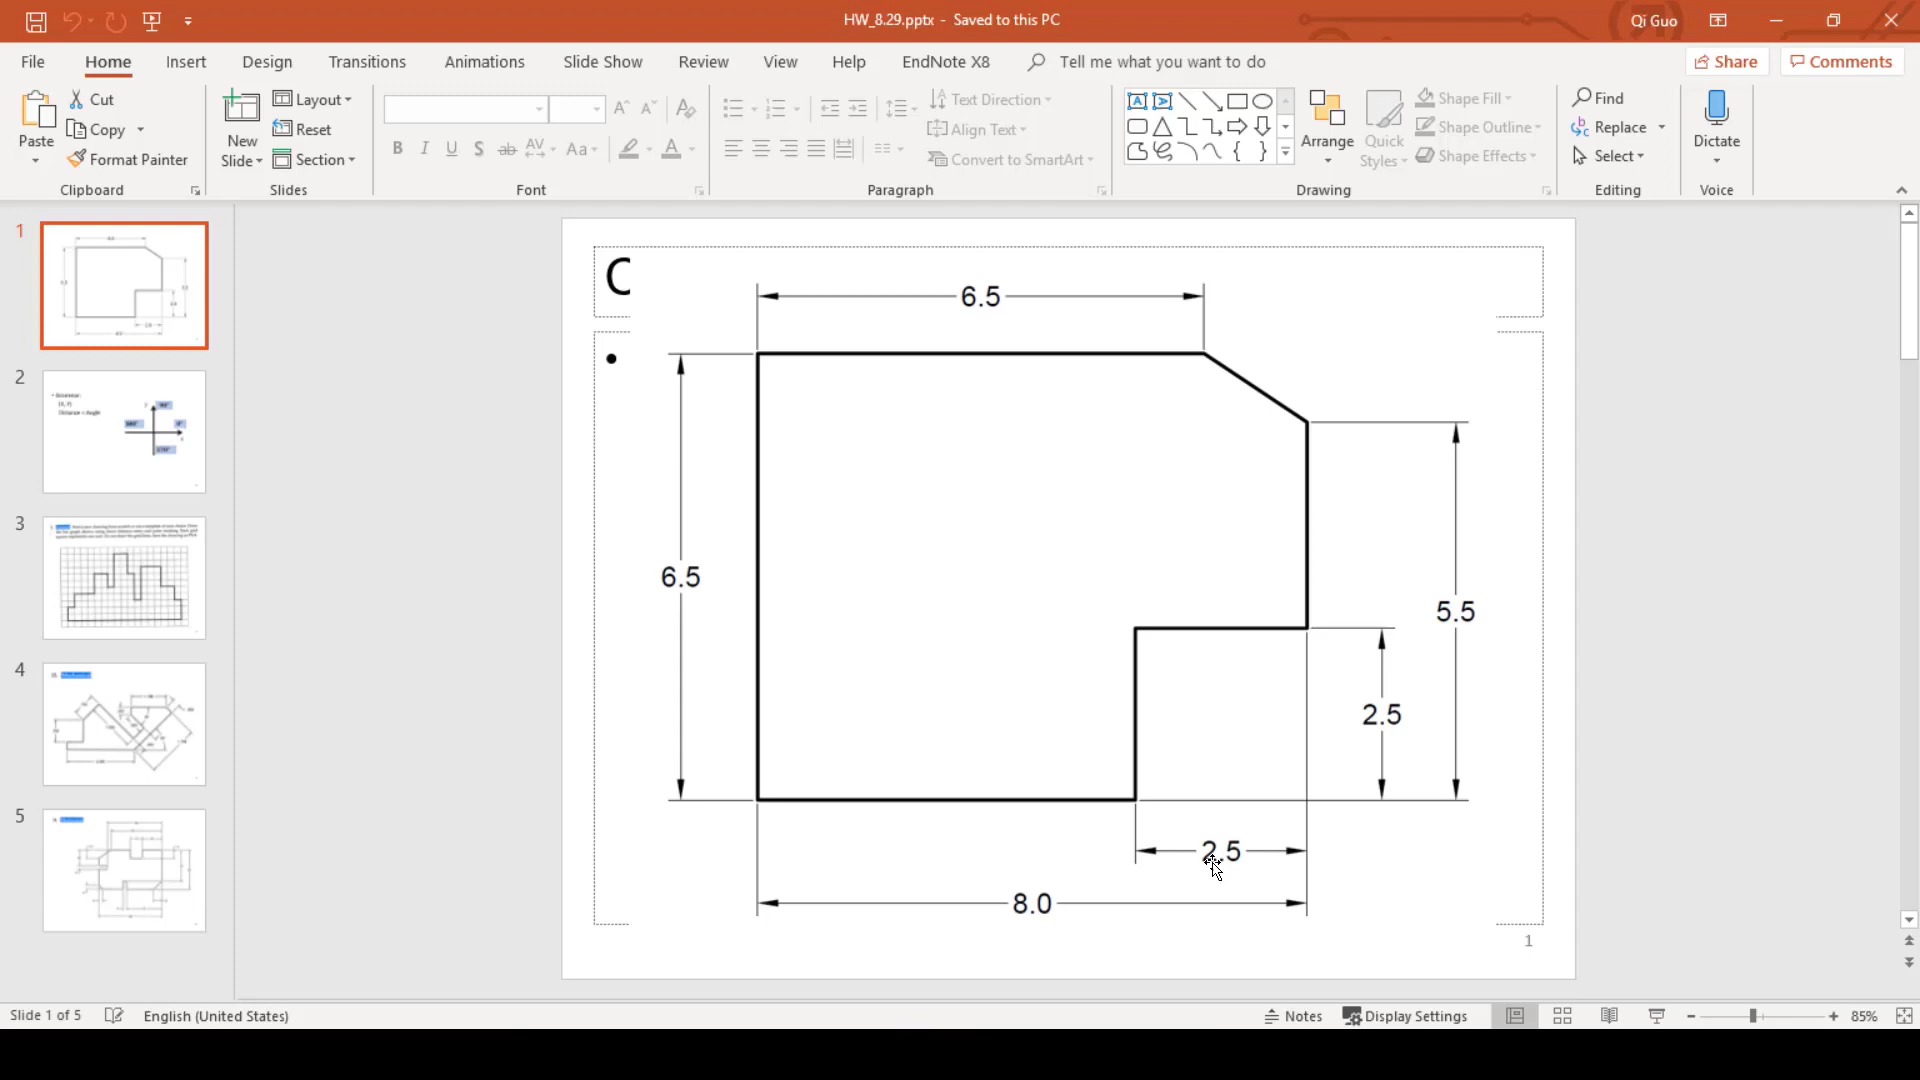 HW_8.29.pptx - Saved to this PC
Qi Guo
File Home Insert Design Transitions Animations Slide Show Review View Help EndNote X8 Tell me what you want to do Share Comments
Paste
Cut
Copy
Format Painter
Clipboard
New
Slide
Layout
Reset
Section
Slides
B I U S ab AV Aa A
Font
Text Direction
Align Text
Convert to SmartArt
Paragraph
Arrange
Quick
Styles
Shape Fill
Shape Outline
Shape Effects
Drawing
Find
Replace
Select
Editing
Dictate
Voice
1
2
3
4
5
C
•
6.5
6.5
5.5
2.5
2.5
8.0
1
Slide 1 of 5
English (United States)
Notes
Display Settings
85%